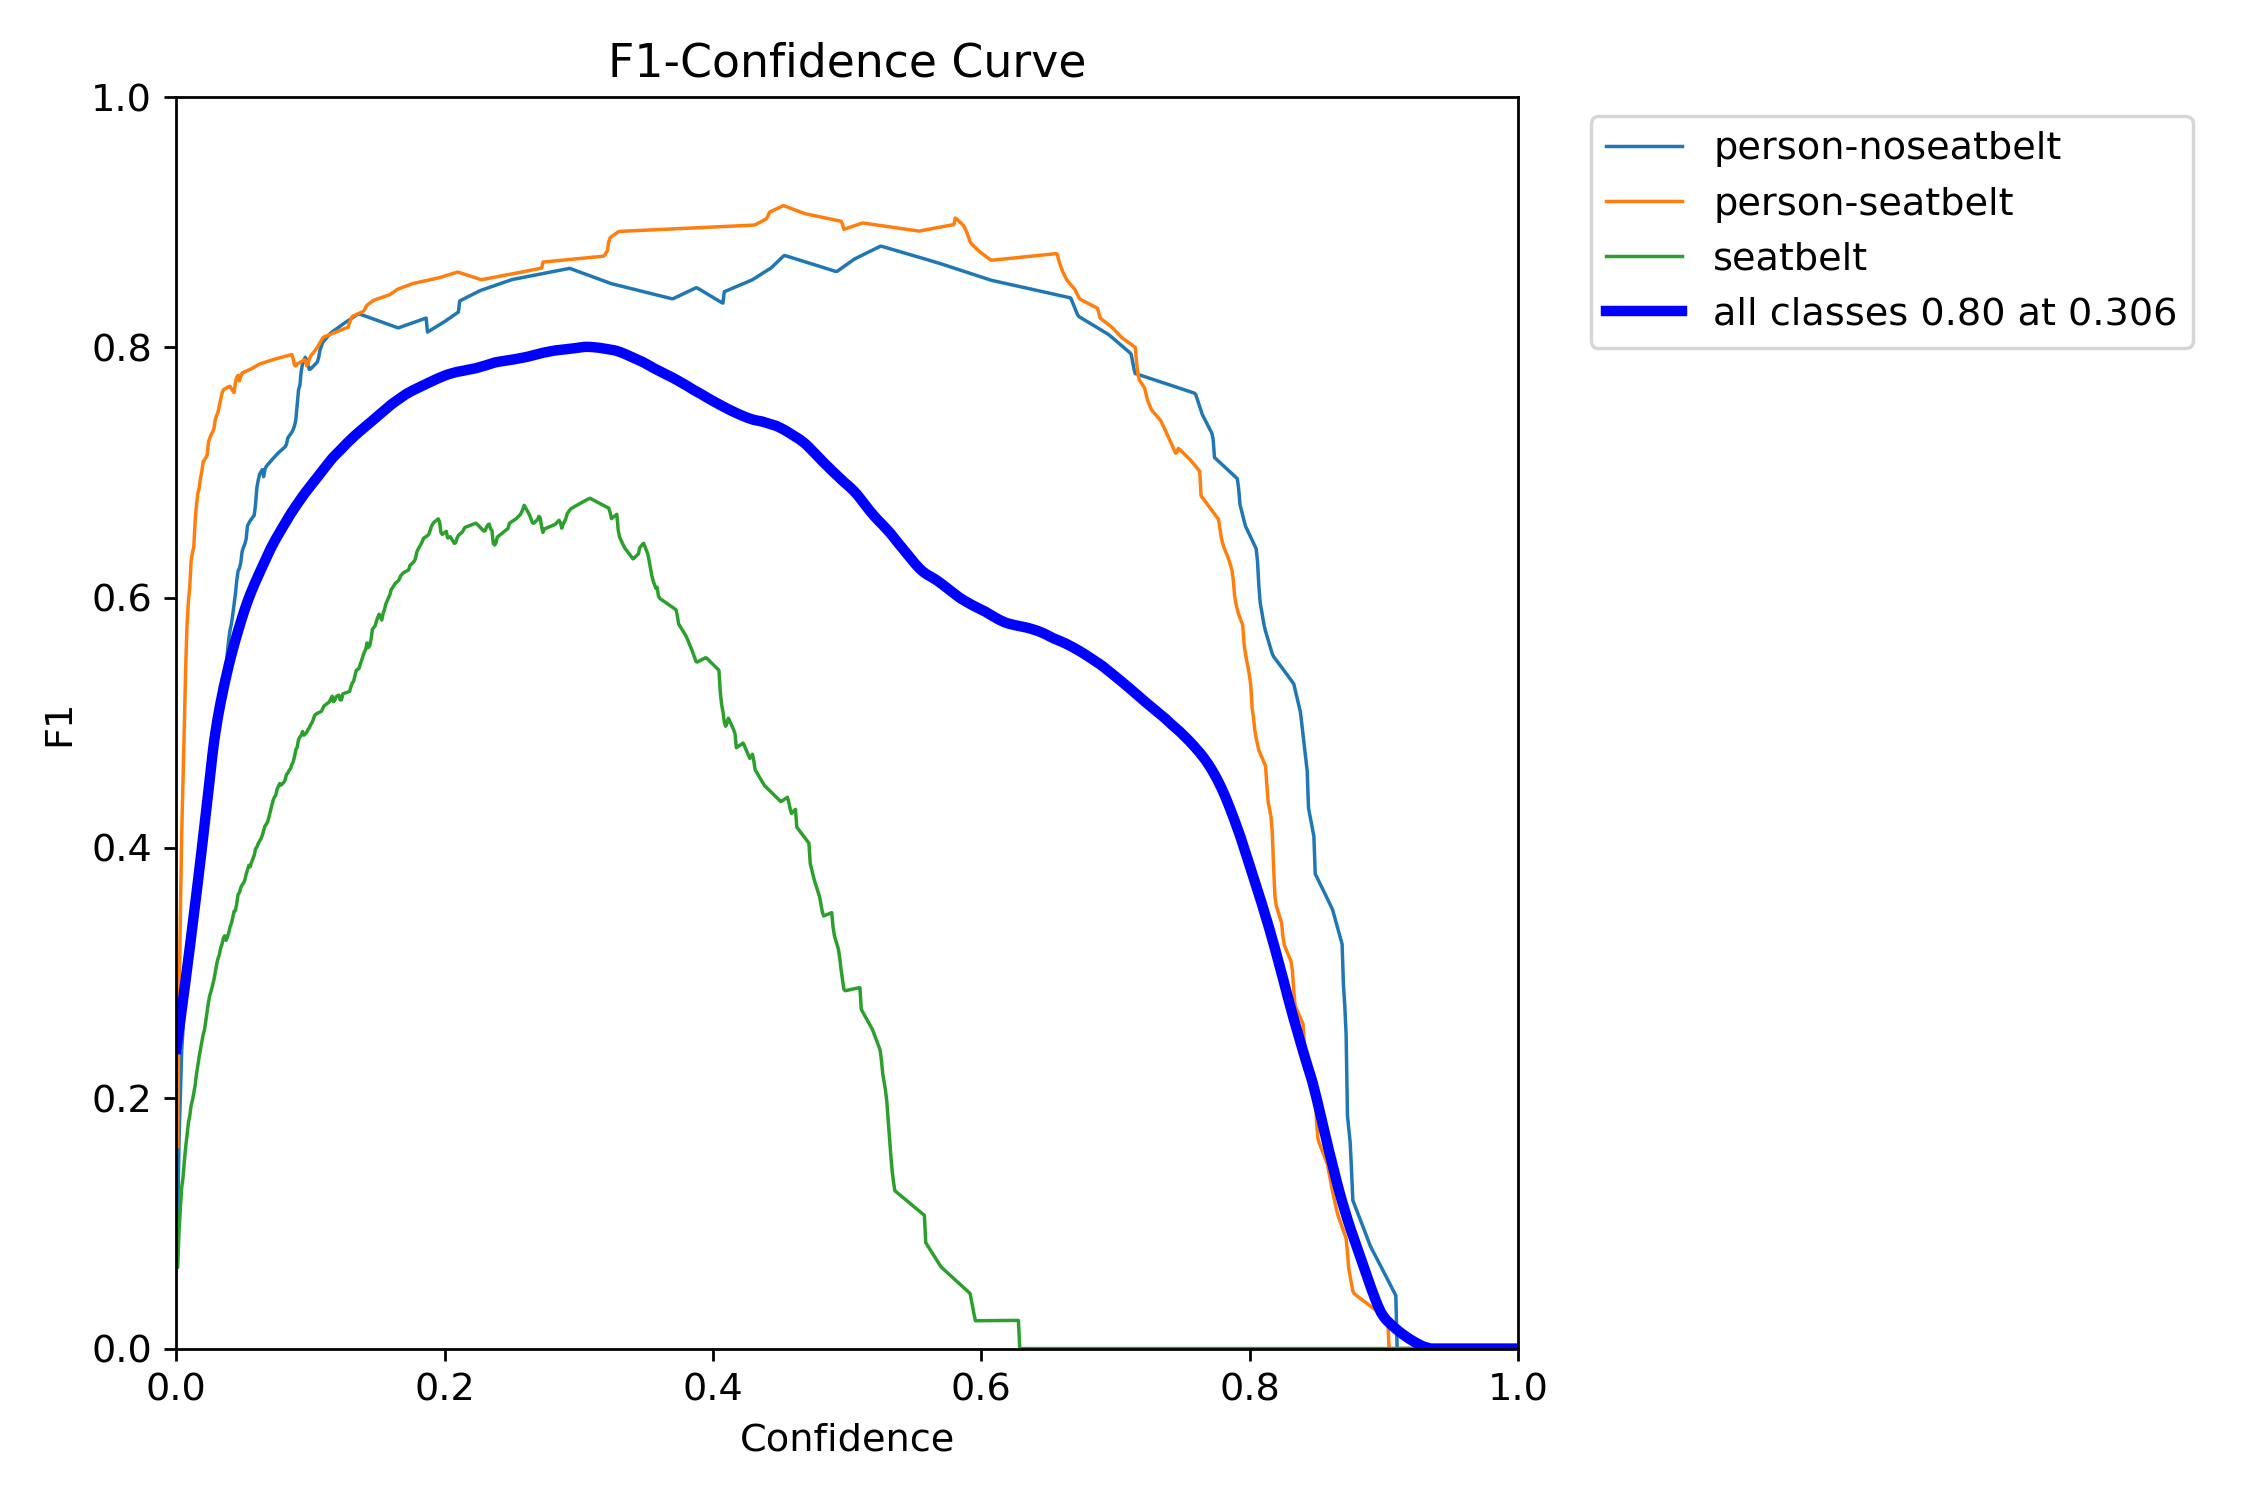 F1-Confidence Curve
1.0
0.8
0.6
0.4
0.2
0.0
F1
0.0 0.2 0.4 0.6 0.8 1.0
Confidence
person-noseatbelt
person-seatbelt
seatbelt
all classes 0.80 at 0.306